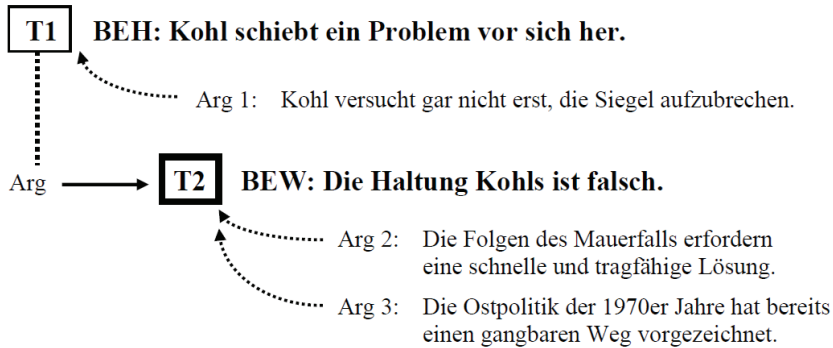 T1 BEH: Kohl schiebt ein Problem vor sich her.
Arg 1: Kohl versucht gar nicht erst, die Siegel aufzubrechen.
Arg T2 BEW: Die Haltung Kohls ist falsch.
Arg 2: Die Folgen des Mauerfalls erfordern
eine schnelle und tragfähige Lösung.
Arg 3: Die Ostpolitik der 1970er Jahre hat bereits
einen gangbaren Weg vorgezeichnet.